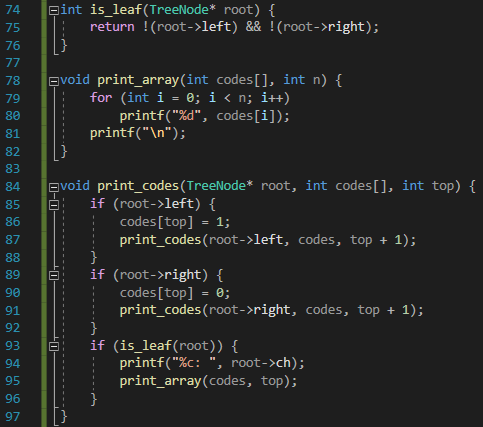 74 int is_leaf(TreeNode* root) {
75     return !(root->left) && !(root->right);
76 }
77
78 void print_array(int codes[], int n) {
79     for (int i = 0; i < n; i++)
80         printf("%d", codes[i]);
81     printf("\n");
82 }
83
84 void print_codes(TreeNode* root, int codes[], int top) {
85     if (root->left) {
86         codes[top] = 1;
87         print_codes(root->left, codes, top + 1);
88     }
89     if (root->right) {
90         codes[top] = 0;
91         print_codes(root->right, codes, top + 1);
92     }
93     if (is_leaf(root)) {
94         printf("%c: ", root->ch);
95         print_array(codes, top);
96     }
97 }